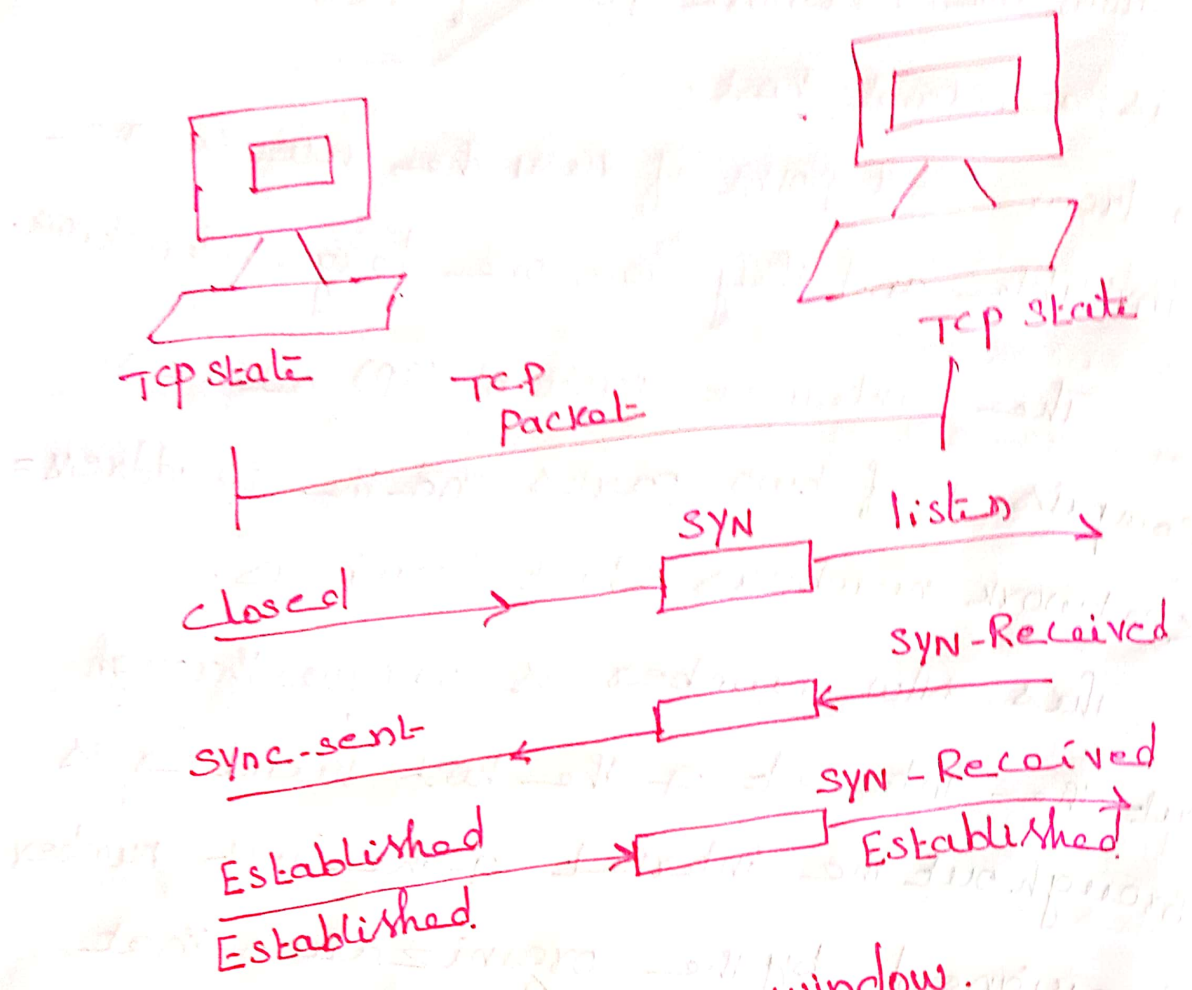 TCP State
TCP State
TCP
Packet
SYN
listen
closed
SYN-Received
Sync-sent
SYN-Received
Established
Established
Established
window.